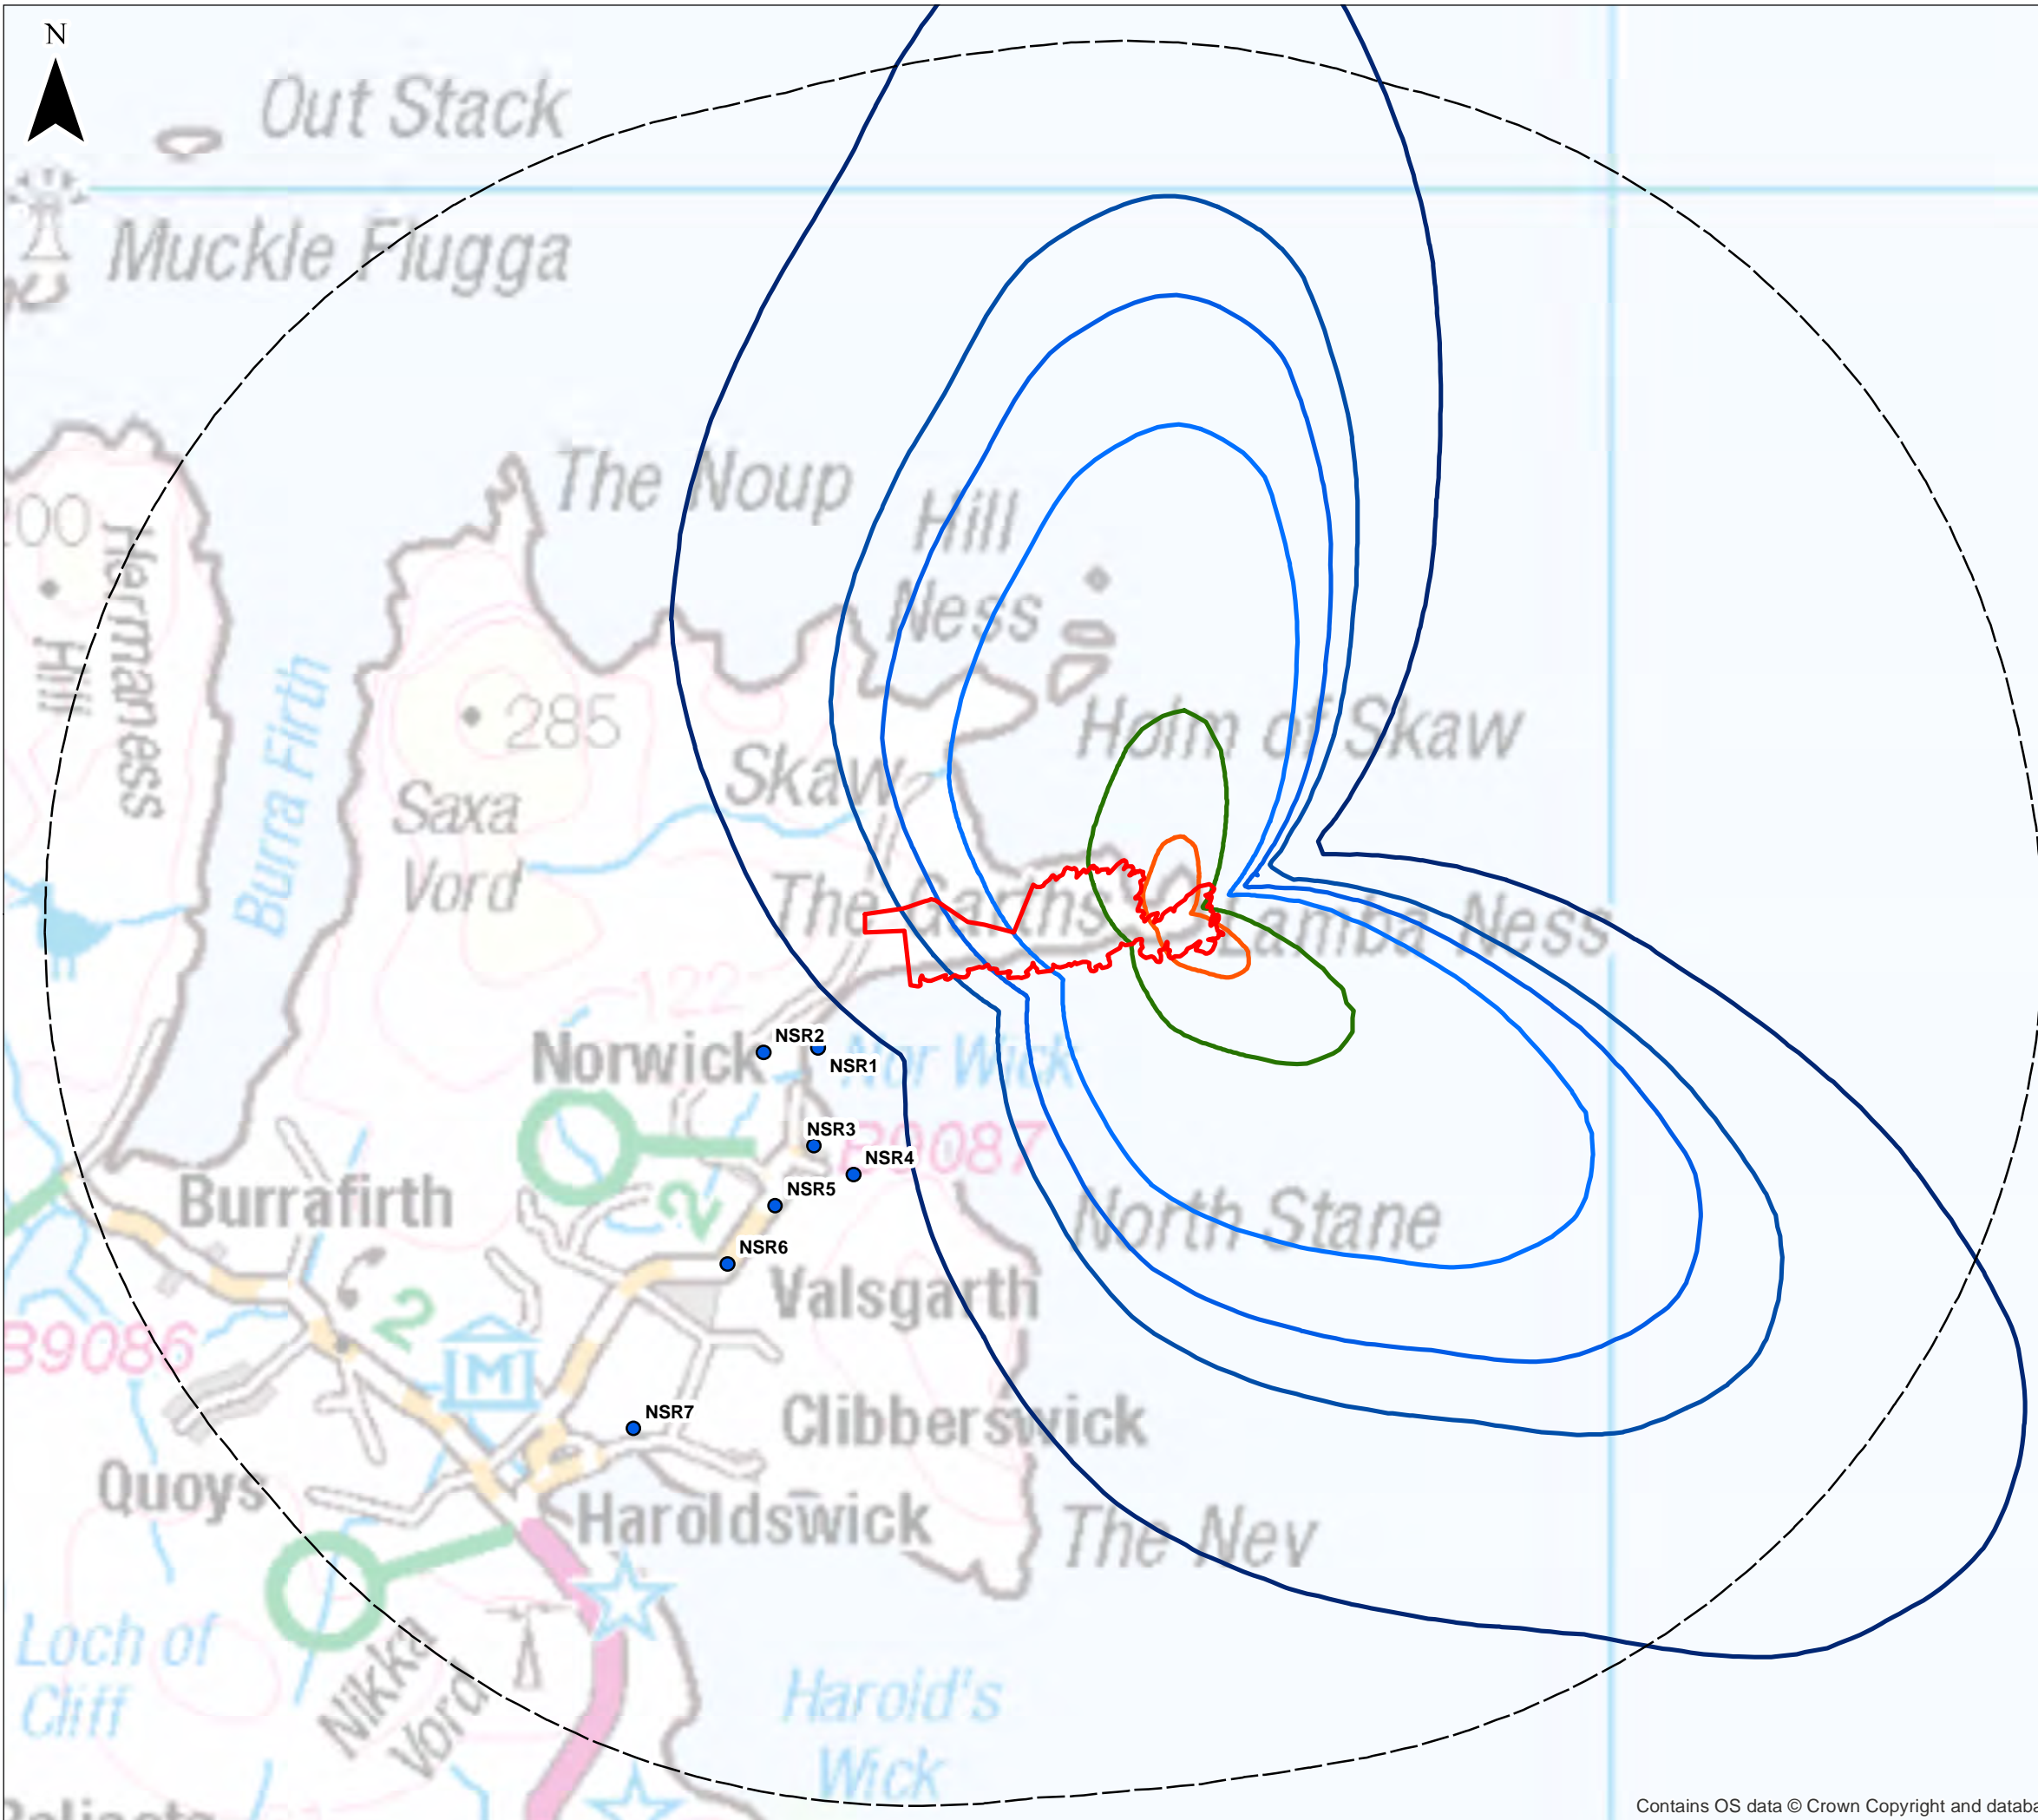 N
Out Stack
Muckle Flugga
The Noup
Hill
Ness
Hermaness
Hill
285
Burra Firth
Holm of Skaw
Skaw
Saxa
Vord
The Garths
Lamba Ness
122
NSR2
NSR1
Norwick
Nor Wick
NSR3
B9087
NSR4
NSR5
2
Burrafirth
North Stane
NSR6
Valsgarth
2
B9086
M
NSR7
Clibberswick
Quoys
Haroldswick
The Nev
Loch of
Cliff
Nikka
Vord
Harold's
Wick
Contains OS data © Crown Copyright and